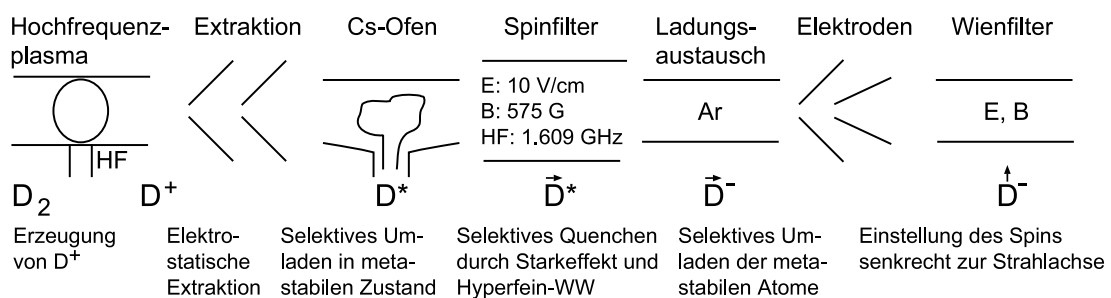 Hochfrequenz-
plasma
Extraktion
Cs-Ofen
Spinfilter
Ladungs-
austausch
Elektroden
Wienfilter
HF
E: 10 V/cm
B: 575 G
HF: 1.609 GHz
Ar
E, B
D₂
D⁺
D*
D⃗*
D⃗⁻
D⁻
Erzeugung
von D⁺
Elektro-
statische
Extraktion
Selektives Um-
laden in meta-
stabilen Zustand
Selektives Quenchen
durch Starkeffekt und
Hyperfein-WW
Selektives Um-
laden der meta-
stabilen Atome
Einstellung des Spins
senkrecht zur Strahlachse